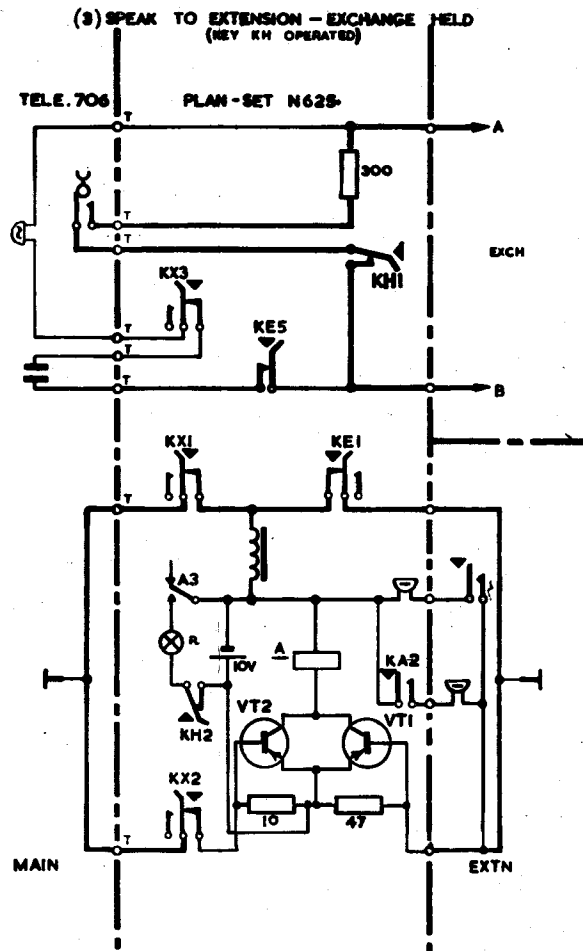 (3) SPEAK TO EXTENSION – EXCHANGE HELD
(KEY KH OPERATED)
TELE. 706 PLAN-SET N625.
T
A
300
T
T
EXCH
KH1
KX3
T
KE5
T
T
B
KX1
KE1
T
A3
R
10V
A
KA2
KH2
VT2
VT1
KX2
10
47
T
MAIN
EXTN